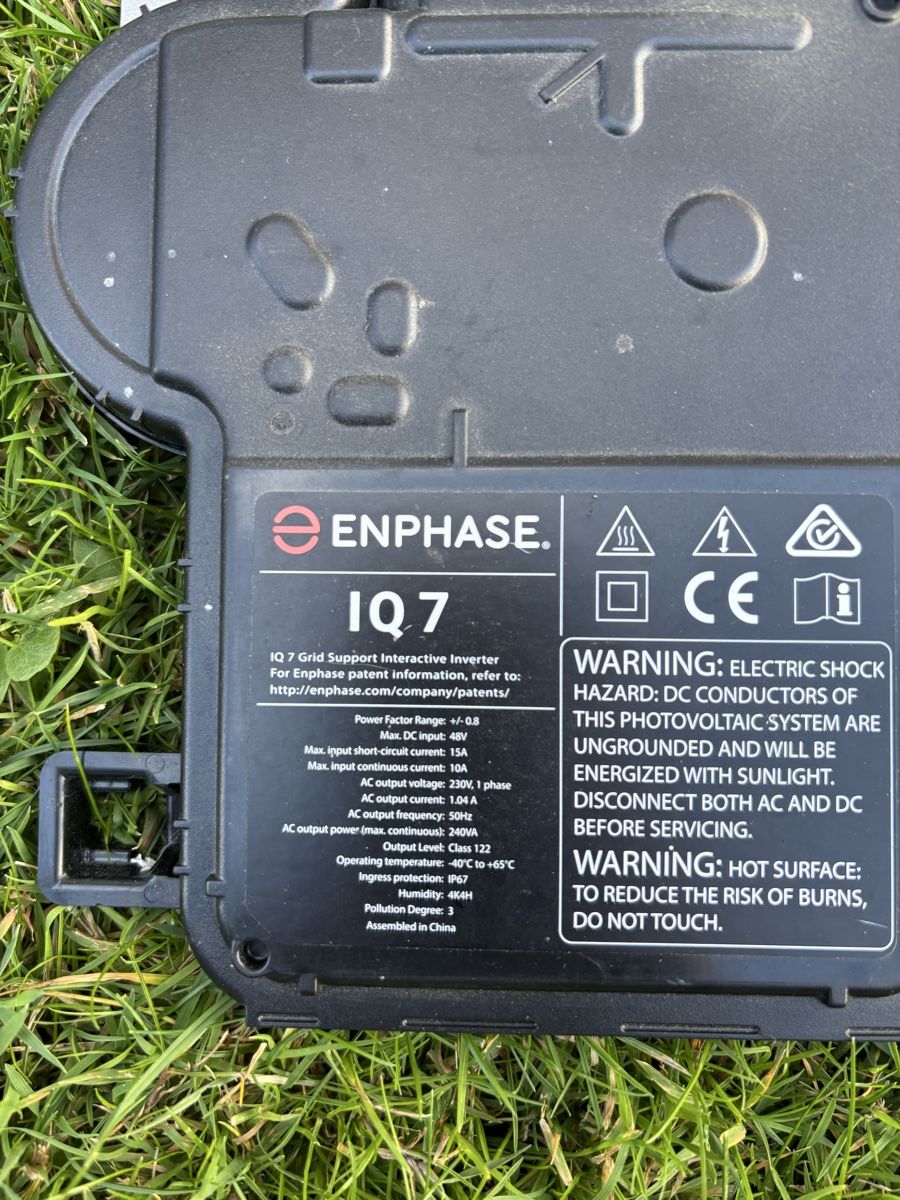 ENPHASE®
IQ 7
IQ 7 Grid Support Interactive Inverter
For Enphase patent information, refer to:
http://enphase.com/company/patents/
Power Factor Range: +/- 0.8
Max. DC input: 48V
Max. input short-circuit current: 15A
Max. input continuous current: 10A
AC output voltage: 230V, 1 phase
AC output current: 1.04 A
AC output frequency: 50Hz
AC output power (max. continuous): 240VA
Output Level: Class 122
Operating temperature: -40°C to +65°C
Ingress protection: IP67
Humidity: 4K4H
Pollution Degree: 3
Assembled in China
CE
i
WARNING: ELECTRIC SHOCK
HAZARD: DC CONDUCTORS OF
THIS PHOTOVOLTAIC SYSTEM ARE
UNGROUNDED AND WILL BE
ENERGIZED WITH SUNLIGHT.
DISCONNECT BOTH AC AND DC
BEFORE SERVICING.
WARNING: HOT SURFACE:
TO REDUCE THE RISK OF BURNS,
DO NOT TOUCH.